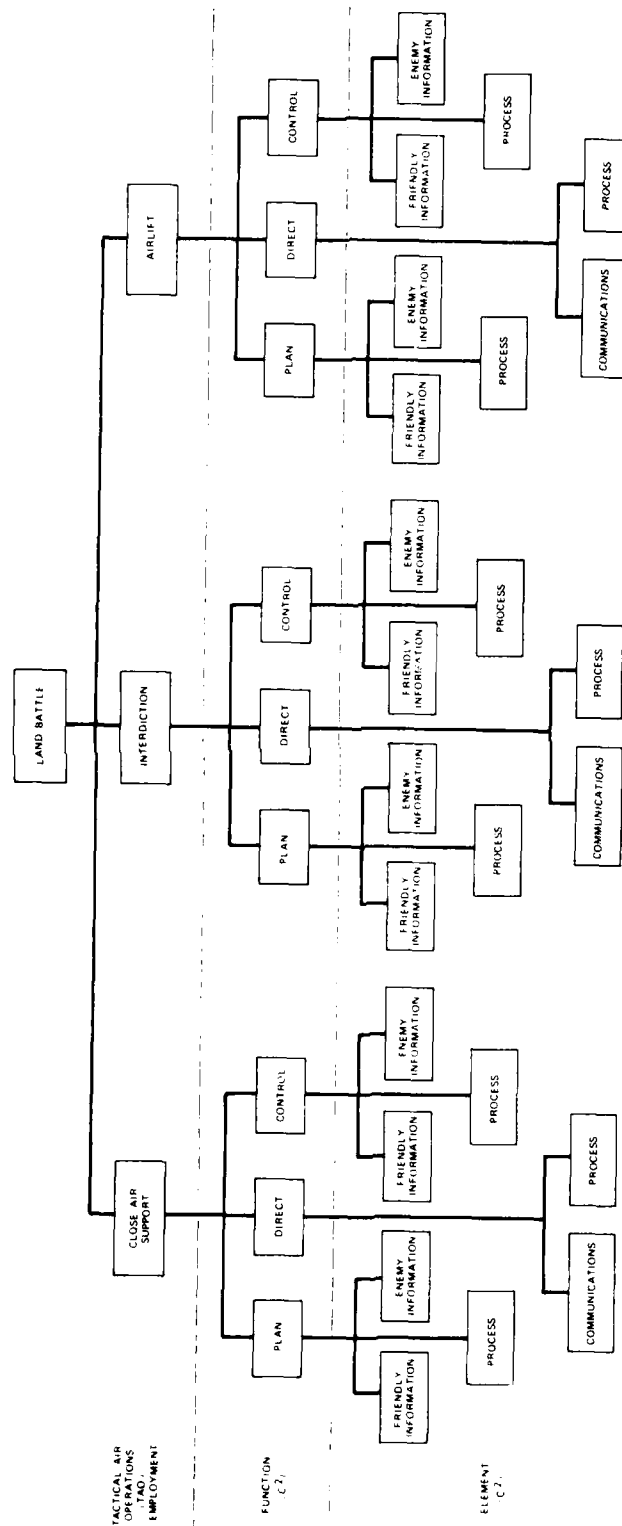 LAND BATTLE
TACTICAL AIR
OPERATIONS
(TAO)
EMPLOYMENT
CLOSE AIR
SUPPORT
INTERDICTION
AIRLIFT
FUNCTION
(C²)
PLAN
DIRECT
CONTROL
PLAN
DIRECT
CONTROL
PLAN
DIRECT
CONTROL
ELEMENT
(C²)
FRIENDLY
INFORMATION
ENEMY
INFORMATION
FRIENDLY
INFORMATION
ENEMY
INFORMATION
FRIENDLY
INFORMATION
ENEMY
INFORMATION
FRIENDLY
INFORMATION
ENEMY
INFORMATION
FRIENDLY
INFORMATION
ENEMY
INFORMATION
FRIENDLY
INFORMATION
ENEMY
INFORMATION
PROCESS
PROCESS
PROCESS
PROCESS
PROCESS
PROCESS
COMMUNICATIONS
PROCESS
COMMUNICATIONS
PROCESS
COMMUNICATIONS
PROCESS